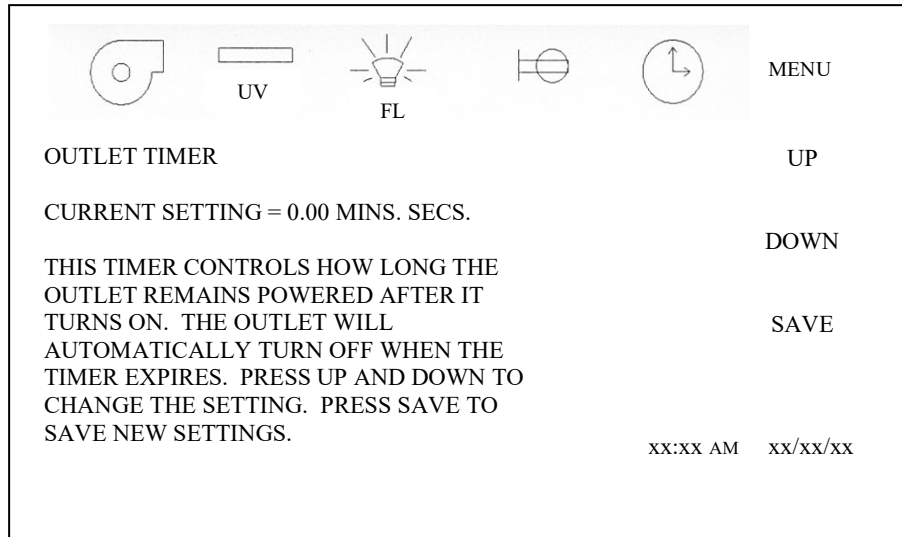 MENU
UV
FL
OUTLET TIMER
UP
CURRENT SETTING = 0.00 MINS. SECS.
DOWN
THIS TIMER CONTROLS HOW LONG THE
OUTLET REMAINS POWERED AFTER IT
TURNS ON.  THE OUTLET WILL
SAVE
AUTOMATICALLY TURN OFF WHEN THE
TIMER EXPIRES.  PRESS UP AND DOWN TO
CHANGE THE SETTING.  PRESS SAVE TO
SAVE NEW SETTINGS.
xx:xx AM xx/xx/xx